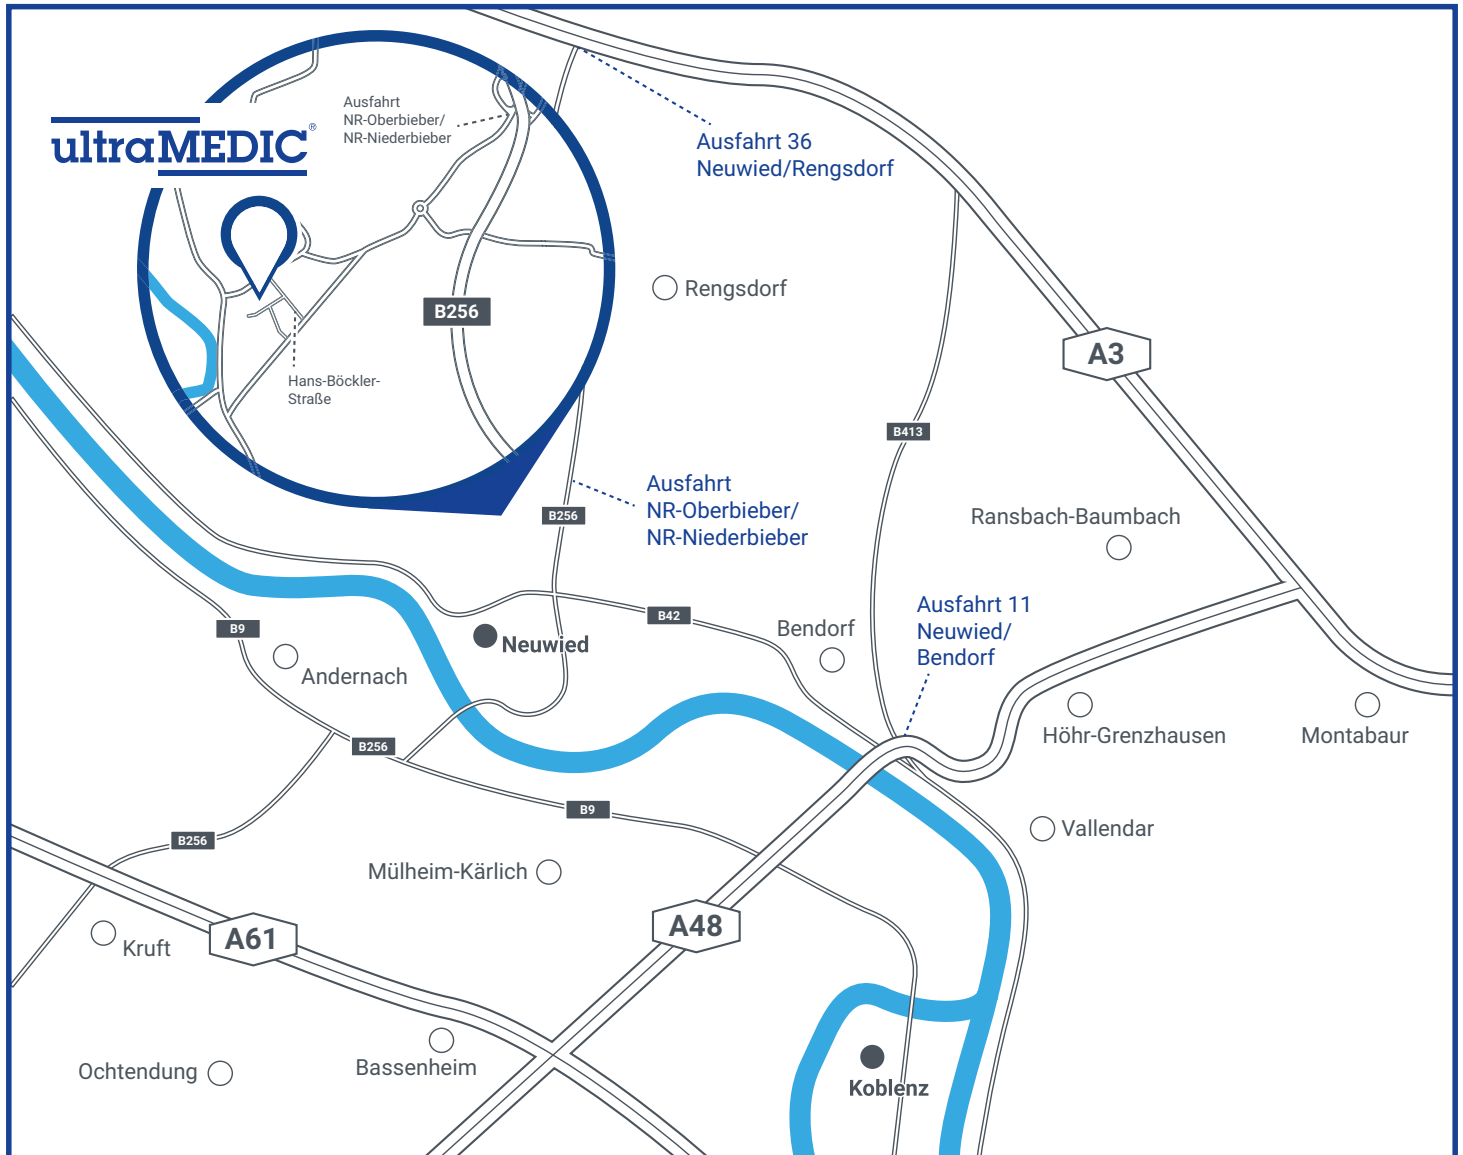 Ausfahrt
NR-Oberbieber/
NR-Niederbieber
ultraMEDIC®
Ausfahrt 36
Neuwied/Rengsdorf
Rengsdorf
B256
A3
Hans-Böckler-
Straße
B413
Ausfahrt
NR-Oberbieber/
NR-Niederbieber
B256
Ransbach-Baumbach
Ausfahrt 11
Neuwied/
Bendorf
B42
B9
Bendorf
Neuwied
Andernach
Höhr-Grenzhausen
Montabaur
B256
B9
Vallendar
B256
Mülheim-Kärlich
A48
A61
Kruft
Bassenheim
Ochtendung
Koblenz